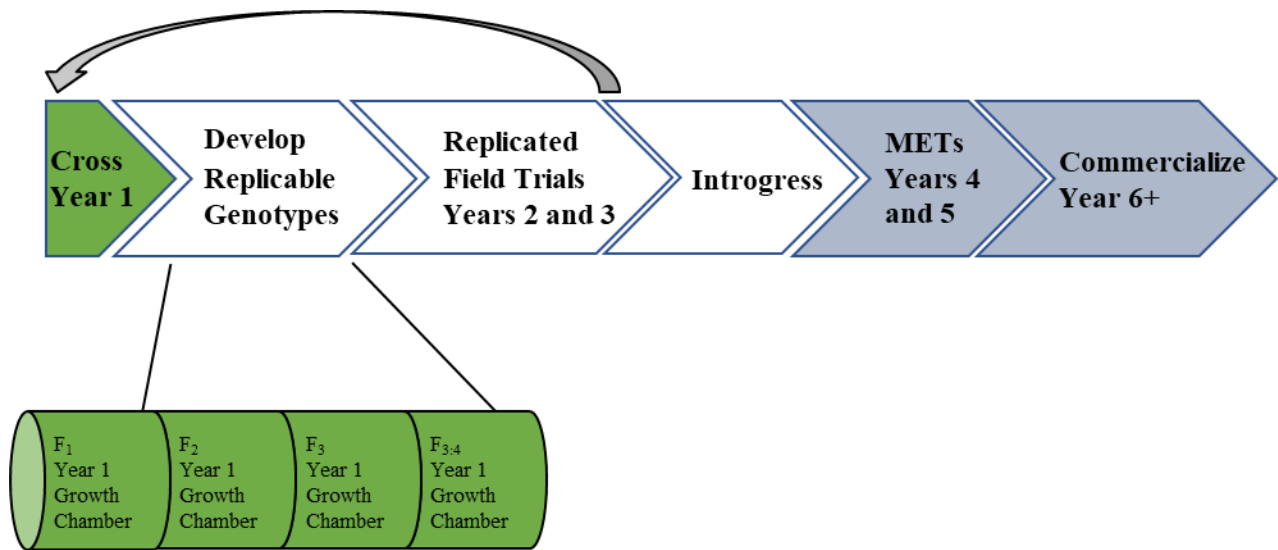 Cross
Year 1
Develop
Replicable
Genotypes
Replicated
Field Trials
Years 2 and 3
Introgress
METs
Years 4
and 5
Commercialize
Year 6+
F₁
Year 1
Growth
Chamber
F₂
Year 1
Growth
Chamber
F₃
Year 1
Growth
Chamber
F₃:₄
Year 1
Growth
Chamber